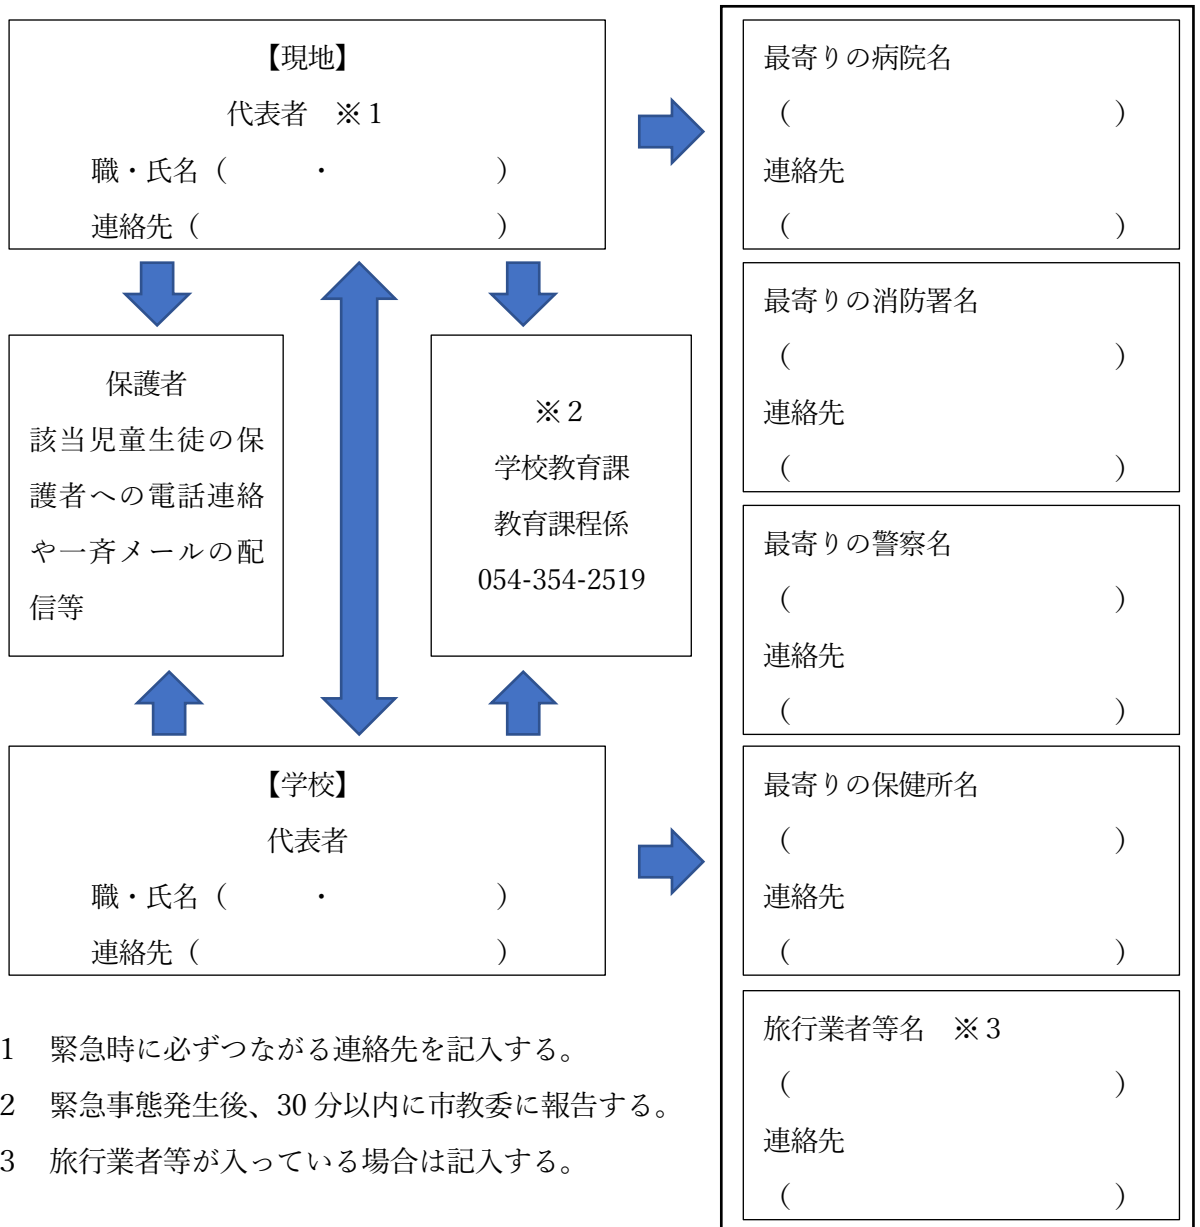 【現地】
代表者　※１
職・氏名（　　　・　　　　　　）
連絡先（　　　　　　　　　　　）
保護者
該当児童生徒の保
護者への電話連絡
や一斉メールの配
信等
※２
学校教育課
教育課程係
054-354-2519
【学校】
代表者
職・氏名（　　　・　　　　　　）
連絡先（　　　　　　　　　　　）
1　緊急時に必ずつながる連絡先を記入する。
2　緊急事態発生後、30 分以内に市教委に報告する。
3　旅行業者等が入っている場合は記入する。
最寄りの病院名
（　　　　　　　　　　　　）
連絡先
（　　　　　　　　　　　　）
最寄りの消防署名
（　　　　　　　　　　　　）
連絡先
（　　　　　　　　　　　　）
最寄りの警察名
（　　　　　　　　　　　　）
連絡先
（　　　　　　　　　　　　）
最寄りの保健所名
（　　　　　　　　　　　　）
連絡先
（　　　　　　　　　　　　）
旅行業者等名　※３
（　　　　　　　　　　　　）
連絡先
（　　　　　　　　　　　　）